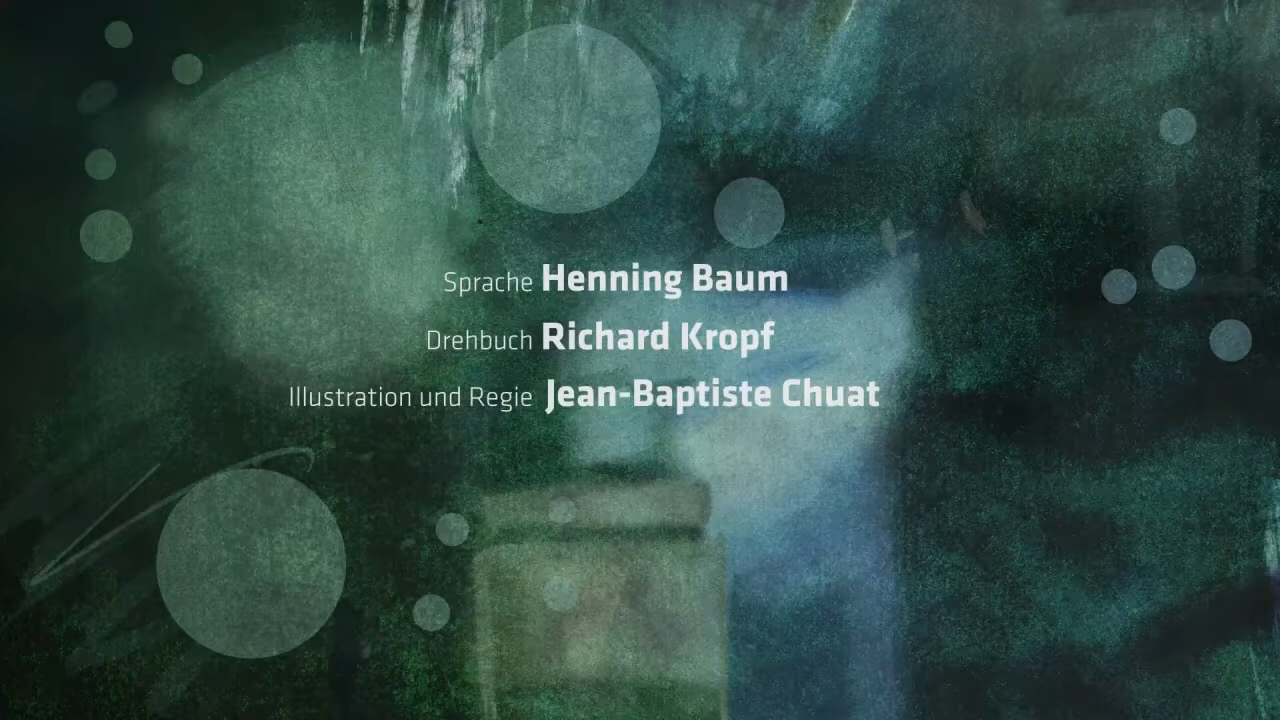 Sprache Henning Baum
Drehbuch Richard Kropf
Illustration und Regie Jean-Baptiste Chuat